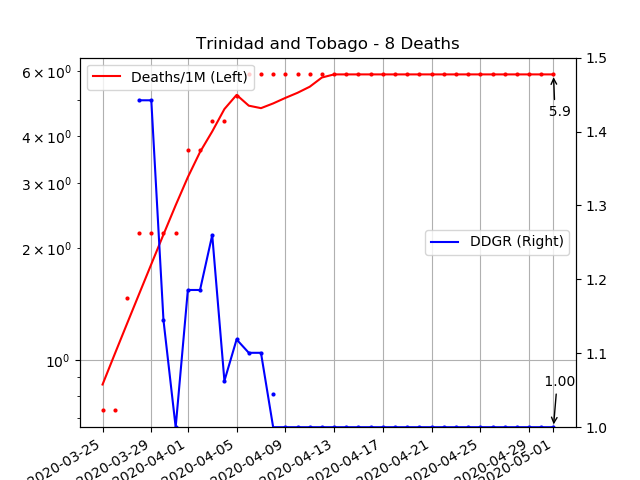 Trinidad and Tobago - 8 Deaths
Deaths/1M (Left)
DDGR (Right)
6 × 10⁰
4 × 10⁰
3 × 10⁰
2 × 10⁰
10⁰
1.5
1.4
1.3
1.2
1.1
1.0
5.9
1.00
2020-03-25
2020-03-29
2020-04-01
2020-04-05
2020-04-09
2020-04-13
2020-04-17
2020-04-21
2020-04-25
2020-04-29
2020-05-01